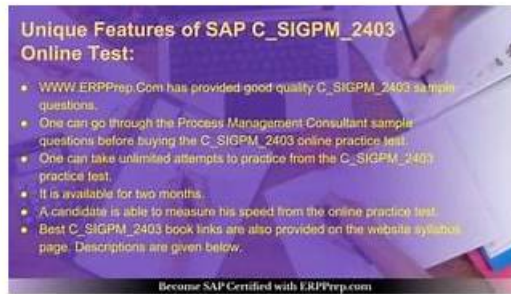 Unique Features of SAP C_SIGPM_2403
Online Test:
● WWW.ERPPrep.Com has provided good quality C_SIGPM_2403 sample
questions.
● One can go through the Process Management Consultant sample
questions before buying the C_SIGPM_2403 online practice test.
● One can take unlimited attempts to practice from the C_SIGPM_2403
practice test.
● It is available for two months.
● A candidate is able to measure his speed from the online practice test.
● Best C_SIGPM_2403 book links are also provided on the website syllabus
page. Descriptions are given below.
Become SAP Certified with ERPPrep.com